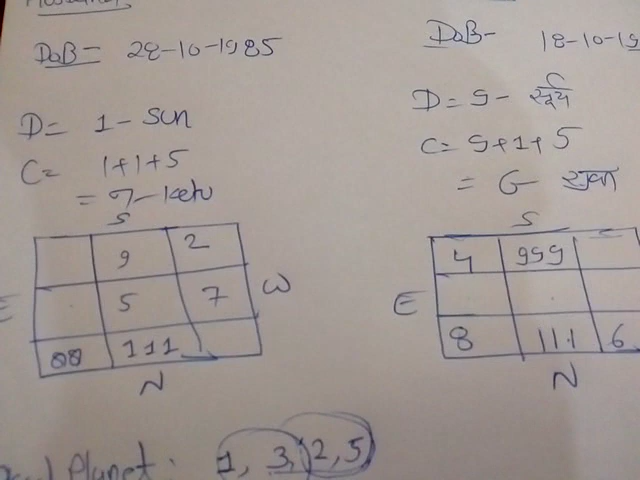 DOB= 28-10-1985
D= 1- SUN
C= 1+1+5
= 7-Ketu
S
9 2
E 5 7 W
88 111
N
DOB- 18-10-19
D= 9- सूर्य
C= 9+1+5
= 6-
S
4 999
E
8 111 6
N
Planet: 1, 3, 2, 5